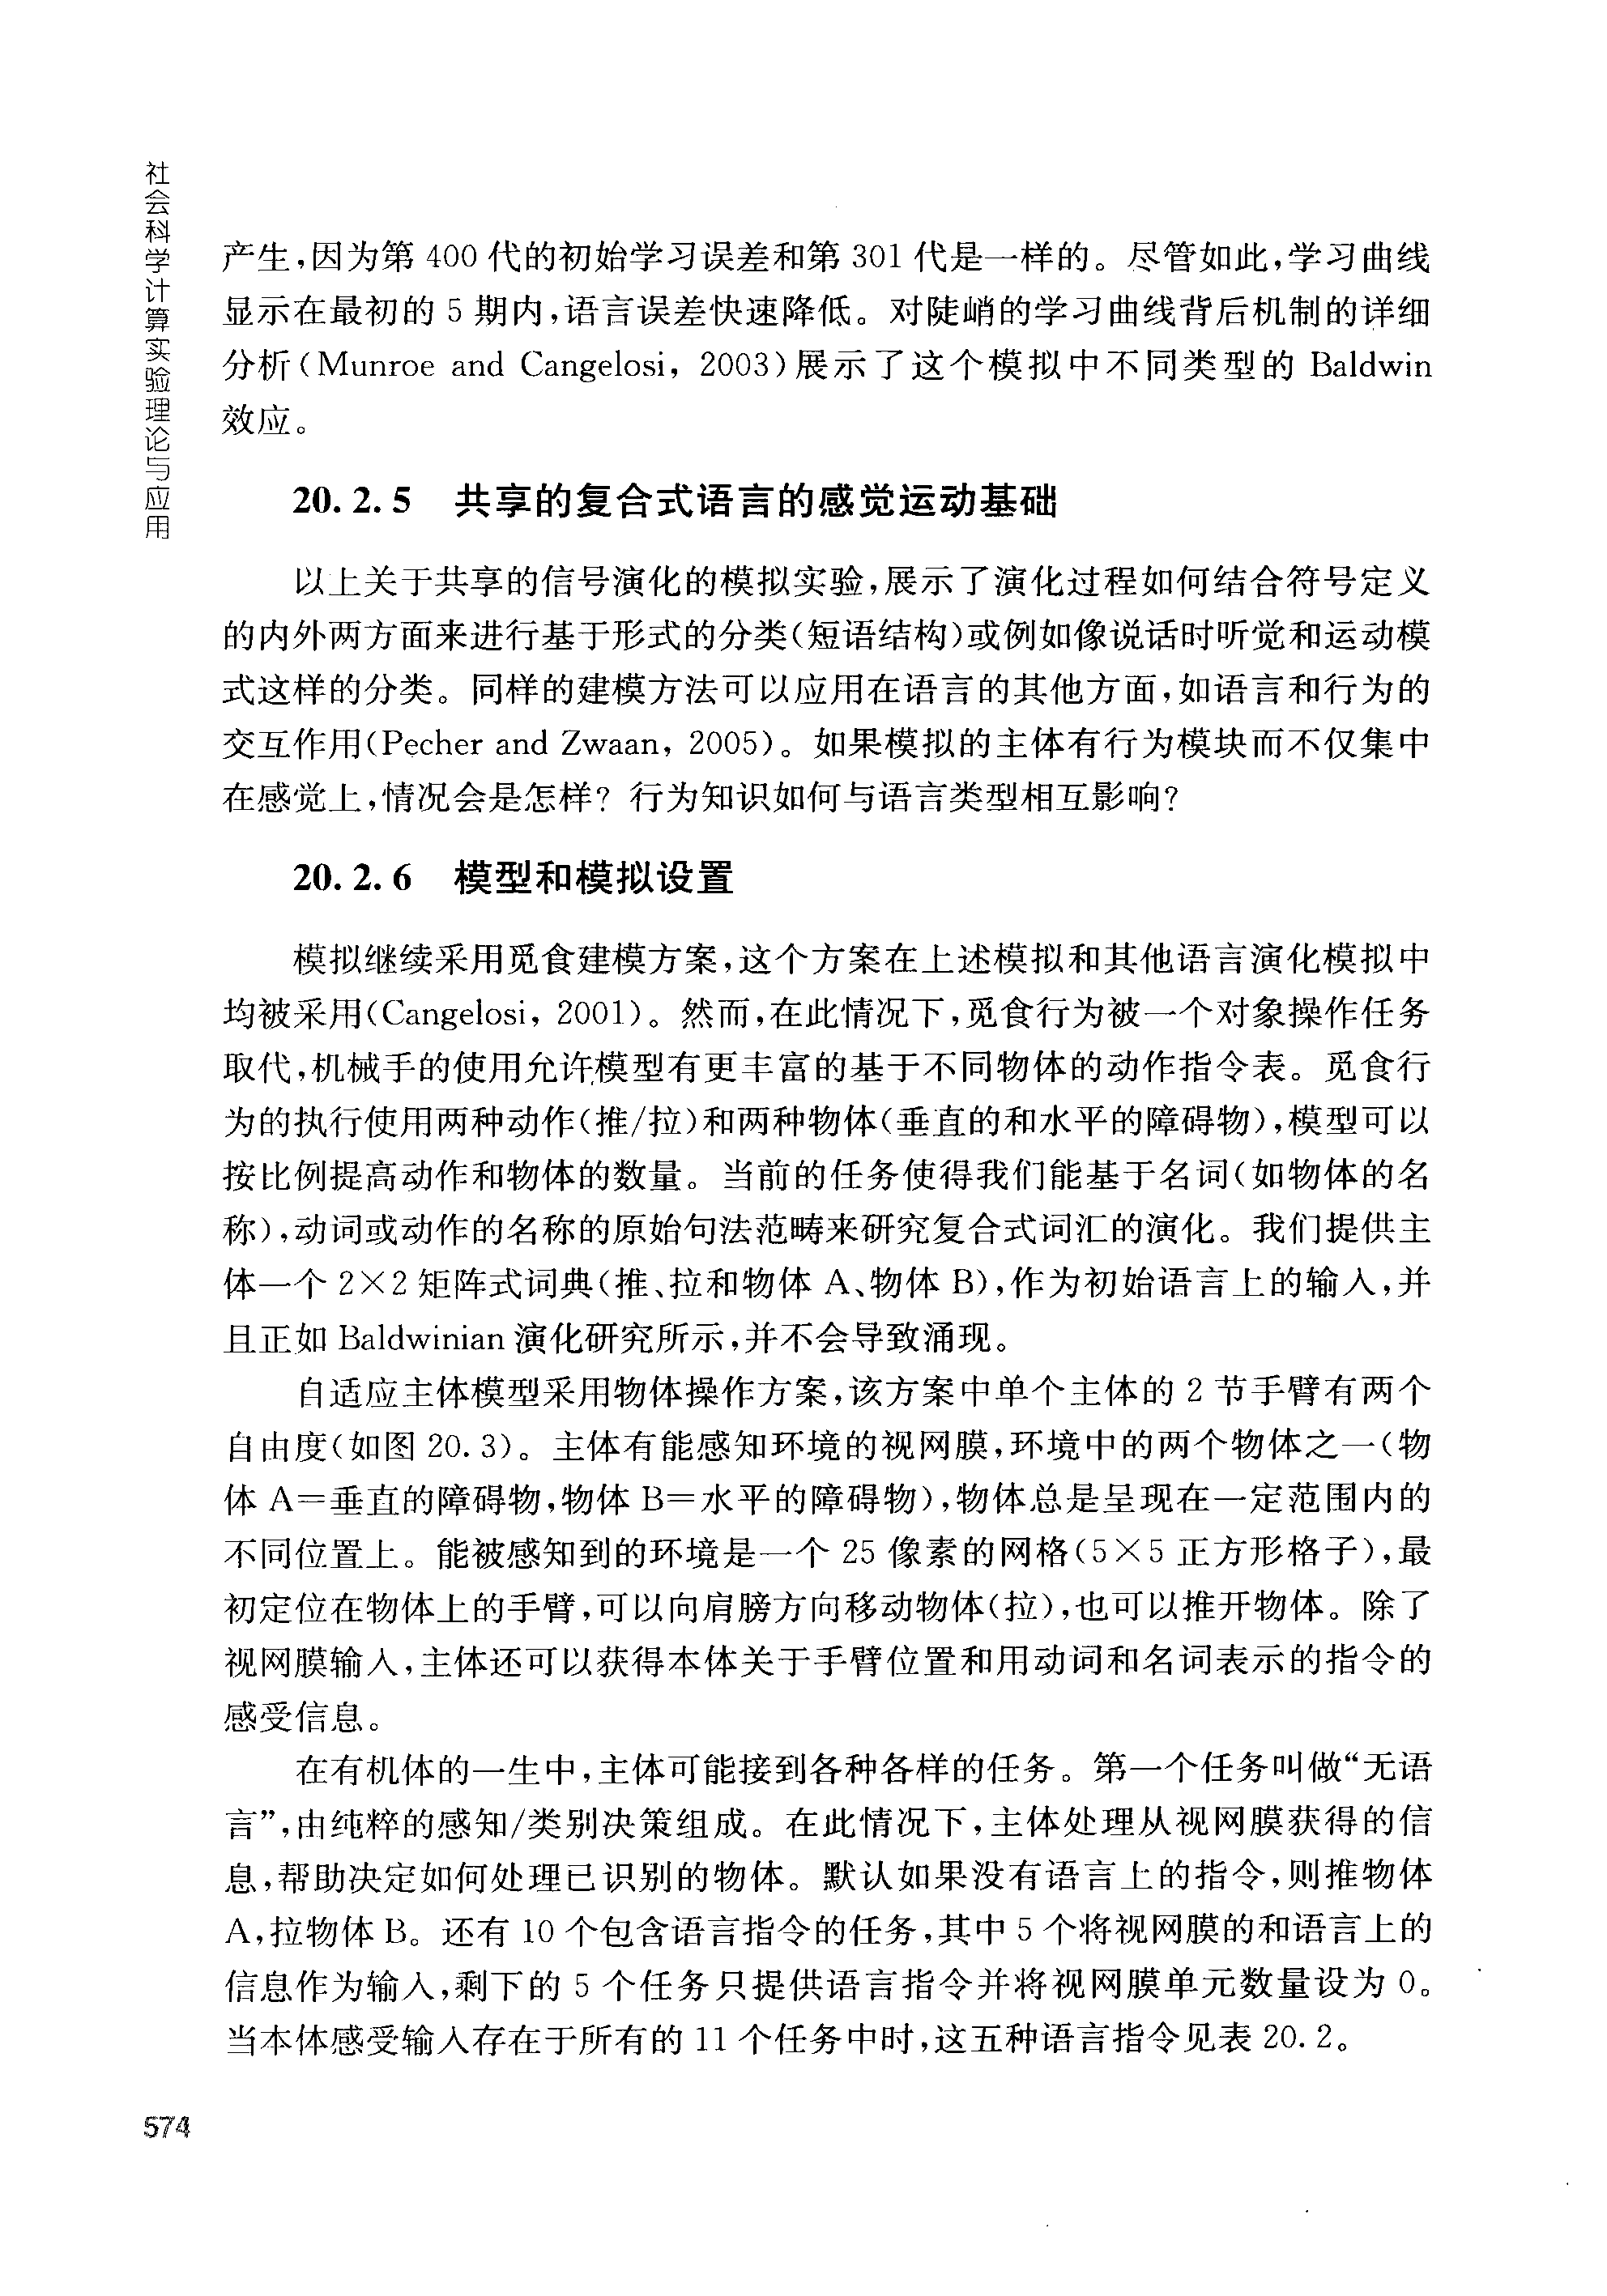 社会科学计算实验理论与应用
产生,因为第 400 代的初始学习误差和第 301 代是一样的。尽管如此,学习曲线
显示在最初的 5 期内,语言误差快速降低。对陡峭的学习曲线背后机制的详细
分析(Munroe and Cangelosi, 2003)展示了这个模拟中不同类型的 Baldwin
效应。
20.2.5 共享的复合式语言的感觉运动基础
以上关于共享的信号演化的模拟实验,展示了演化过程如何结合符号定义
的内外两方面来进行基于形式的分类(短语结构)或例如像说话时听觉和运动模
式这样的分类。同样的建模方法可以应用在语言的其他方面,如语言和行为的
交互作用(Pecher and Zwaan, 2005)。如果模拟的主体有行为模块而不仅集中
在感觉上,情况会是怎样? 行为知识如何与语言类型相互影响?
20.2.6 模型和模拟设置
模拟继续采用觅食建模方案,这个方案在上述模拟和其他语言演化模拟中
均被采用(Cangelosi, 2001)。然而,在此情况下,觅食行为被一个对象操作任务
取代,机械手的使用允许模型有更丰富的基于不同物体的动作指令表。觅食行
为的执行使用两种动作(推/拉)和两种物体(垂直的和水平的障碍物),模型可以
按比例提高动作和物体的数量。当前的任务使得我们能基于名词(如物体的名
称),动词或动作的名称的原始句法范畴来研究复合式词汇的演化。我们提供主
体一个 2×2 矩阵式词典(推、拉和物体 A、物体 B),作为初始语言上的输入,并
且正如 Baldwinian 演化研究所示,并不会导致涌现。
自适应主体模型采用物体操作方案,该方案中单个主体的 2 节手臂有两个
自由度(如图 20.3)。主体有能感知环境的视网膜,环境中的两个物体之一(物
体 A=垂直的障碍物,物体 B=水平的障碍物),物体总是呈现在一定范围内的
不同位置上。能被感知到的环境是一个 25 像素的网格(5×5 正方形格子),最
初定位在物体上的手臂,可以向肩膀方向移动物体(拉),也可以推开物体。除了
视网膜输入,主体还可以获得本体关于手臂位置和用动词和名词表示的指令的
感受信息。
在有机体的一生中,主体可能接到各种各样的任务。第一个任务叫做“无语
言”,由纯粹的感知/类别决策组成。在此情况下,主体处理从视网膜获得的信
息,帮助决定如何处理已识别的物体。默认如果没有语言上的指令,则推物体
A,拉物体 B。还有 10 个包含语言指令的任务,其中 5 个将视网膜的和语言上的
信息作为输入,剩下的 5 个任务只提供语言指令并将视网膜单元数量设为 0。
当本体感受输入存在于所有的 11 个任务中时,这五种语言指令见表 20.2。
574